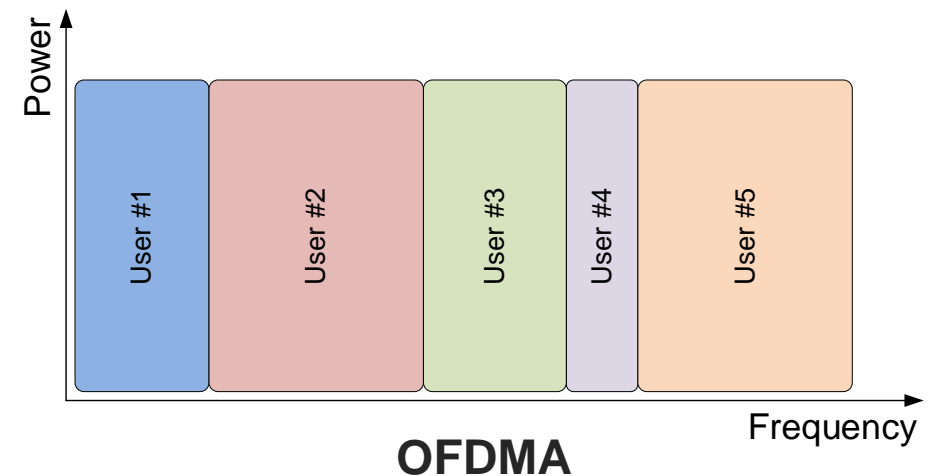 Power
User #1
User #2
User #3
User #4
User #5
Frequency
OFDMA